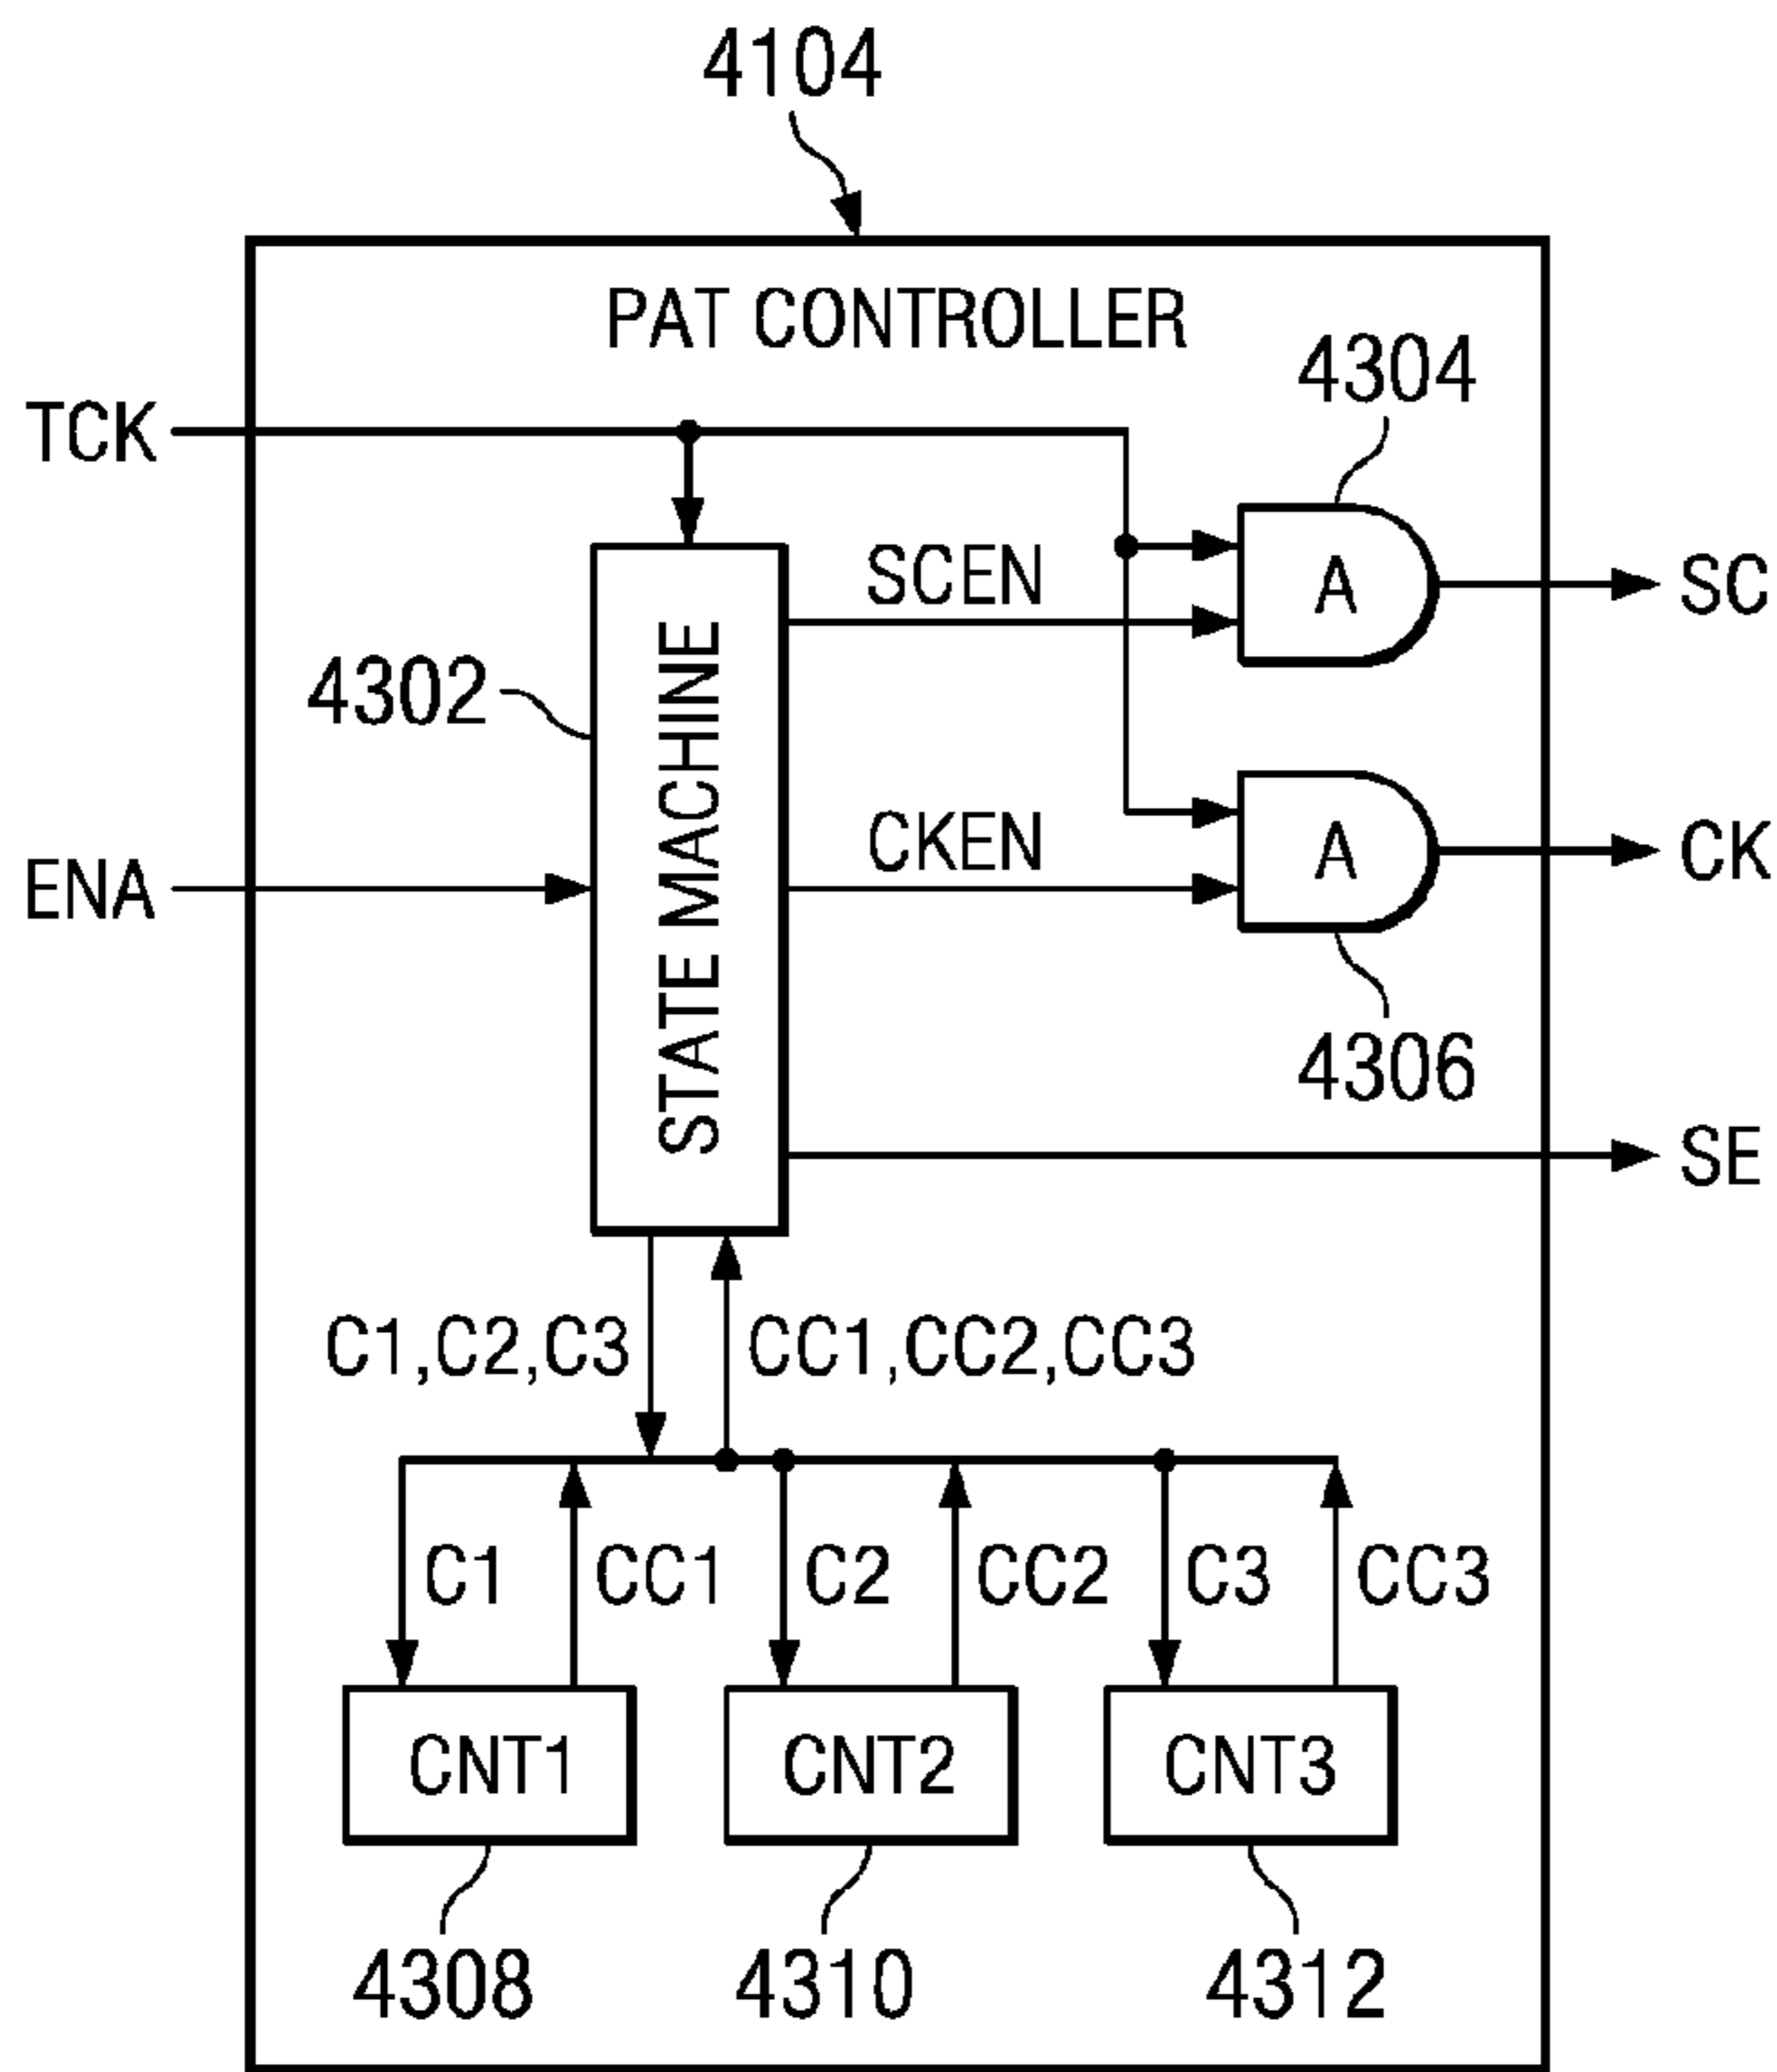 4104
PAT CONTROLLER
4304
TCK
SCEN
A
SC
4302
STATE MACHINE
CKEN
A
CK
ENA
4306
SE
C1,C2,C3
CC1,CC2,CC3
C1
CC1
C2
CC2
C3
CC3
CNT1
CNT2
CNT3
4308
4310
4312